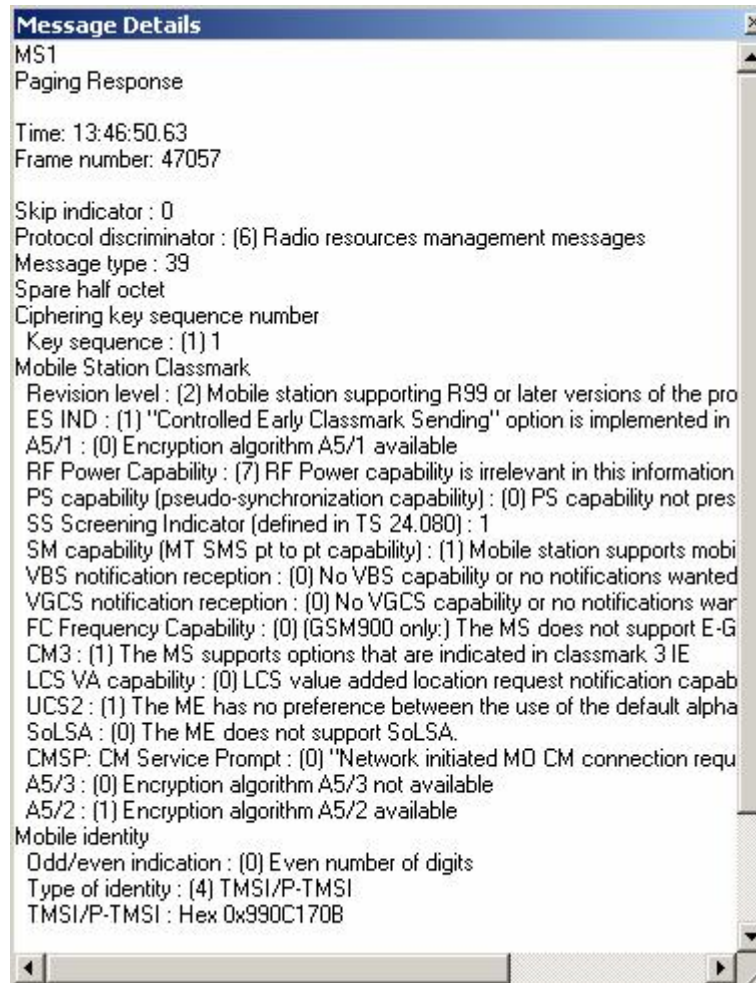 Message Details
MS1
Paging Response
Time: 13:46:50.63
Frame number: 47057
Skip indicator : 0
Protocol discriminator : (6) Radio resources management messages
Message type : 39
Spare half octet
Ciphering key sequence number
Key sequence : (1) 1
Mobile Station Classmark
Revision level : (2) Mobile station supporting R99 or later versions of the pro
ES IND : (1) "Controlled Early Classmark Sending" option is implemented in
A5/1 : (0) Encryption algorithm A5/1 available
RF Power Capability : (7) RF Power capability is irrelevant in this information
PS capability (pseudo-synchronization capability) : (0) PS capability not pres
SS Screening Indicator (defined in TS 24.080) : 1
SM capability (MT SMS pt to pt capability) : (1) Mobile station supports mobi
VBS notification reception : (0) No VBS capability or no notifications wanted
VGCS notification reception : (0) No VGCS capability or no notifications war
FC Frequency Capability : (0) (GSM900 only:) The MS does not support E-G
CM3 : (1) The MS supports options that are indicated in classmark 3 IE
LCS VA capability : (0) LCS value added location request notification capab
UCS2 : (1) The ME has no preference between the use of the default alpha
SoLSA : (0) The ME does not support SoLSA.
CMSP: CM Service Prompt : (0) "Network initiated MO CM connection requ
A5/3 : (0) Encryption algorithm A5/3 not available
A5/2 : (1) Encryption algorithm A5/2 available
Mobile identity
Odd/even indication : (0) Even number of digits
Type of identity : (4) TMSI/P-TMSI
TMSI/P-TMSI : Hex 0x990C170B